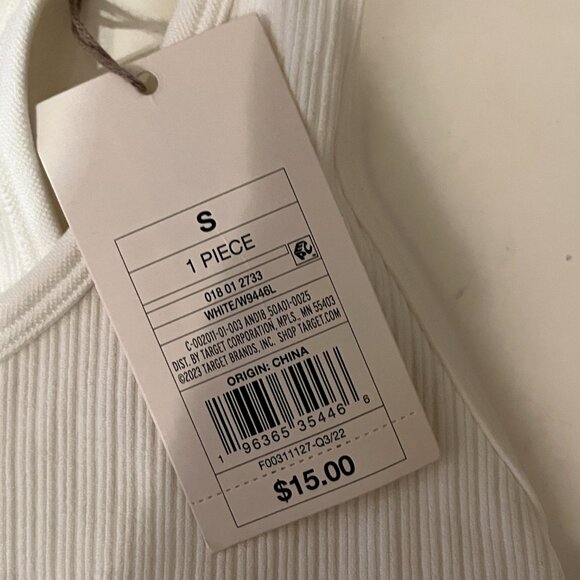 S
1 PIECE
018 01 2733
WHITE/W9446L
C-002011-01-003 AND18_50A01-0025
DIST. BY TARGET CORPORATION, MPLS., MN 55403
©2023 TARGET BRANDS, INC. SHOP TARGET.COM
ORIGIN: CHINA
1 96365 35446 6
F00311127-Q3/22
$15.00